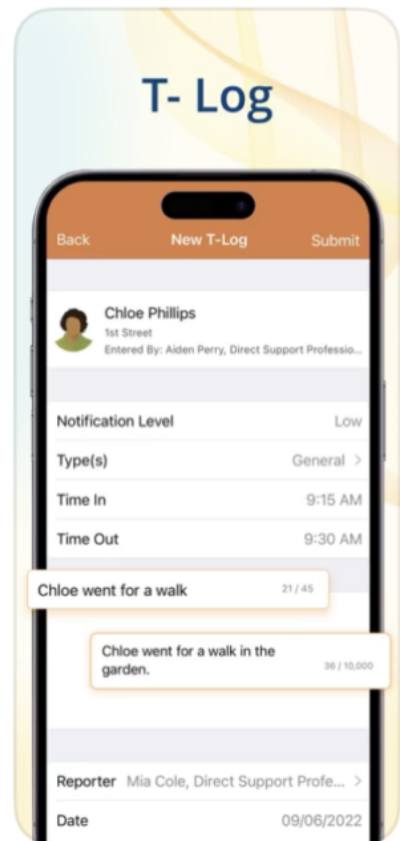 T- Log
Back New T-Log Submit
Chloe Phillips
1st Street
Entered By: Aiden Perry, Direct Support Professio...
Notification Level Low
Type(s) General >
Time In 9:15 AM
Time Out 9:30 AM
Chloe went for a walk 21 / 45
Chloe went for a walk in the
garden. 36 / 10,000
Reporter Mia Cole, Direct Support Profe... >
Date 09/06/2022